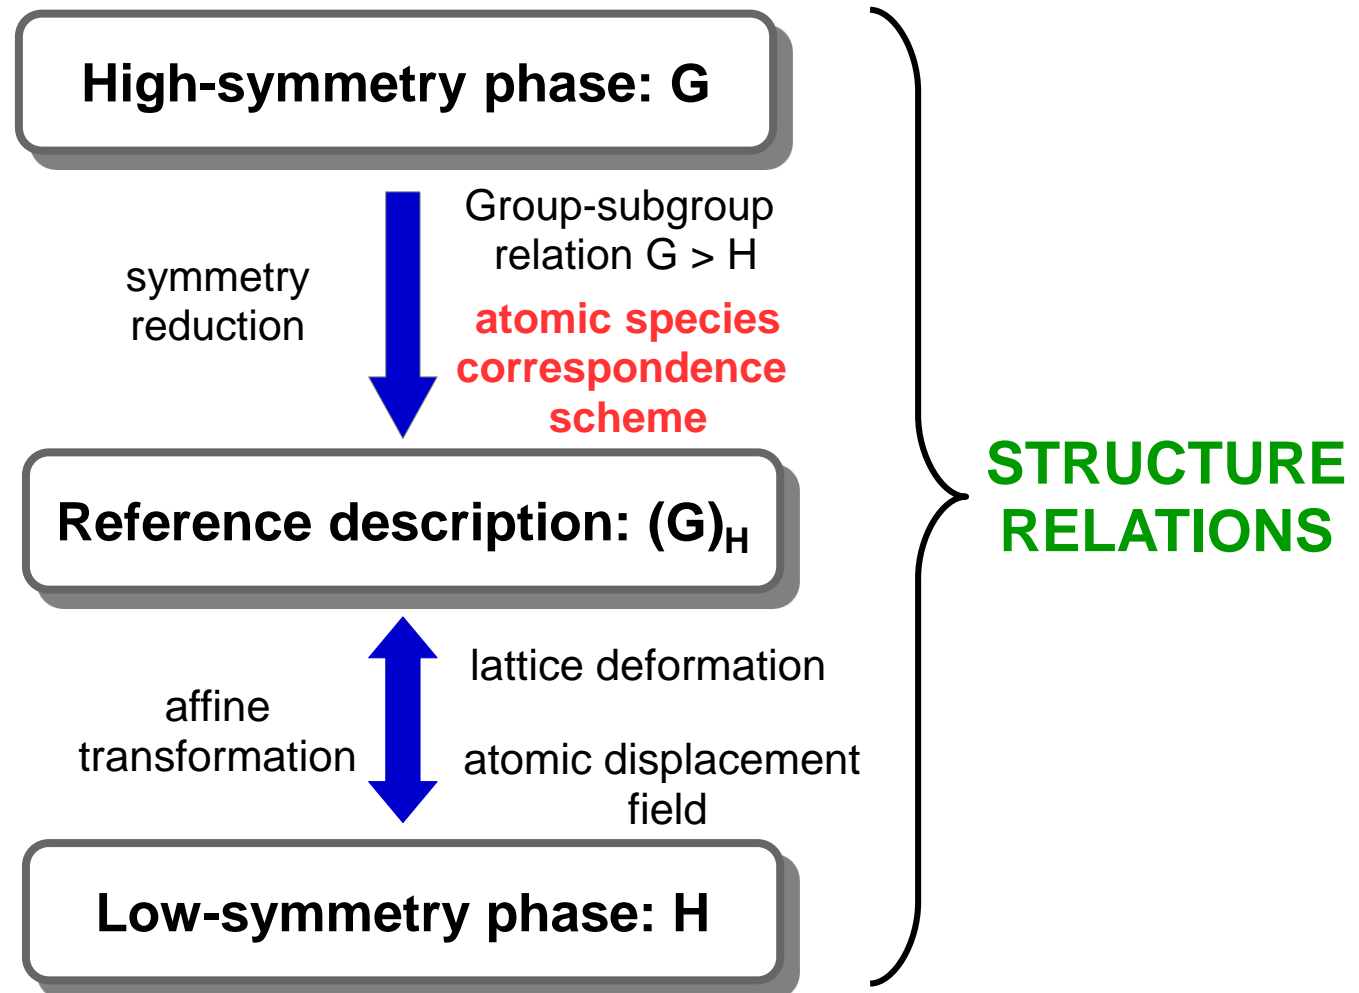 High-symmetry phase: G
symmetry
reduction
Group-subgroup
relation G > H
atomic species
correspondence
scheme
Reference description: (G)H
STRUCTURE
RELATIONS
affine
transformation
lattice deformation
atomic displacement
field
Low-symmetry phase: H